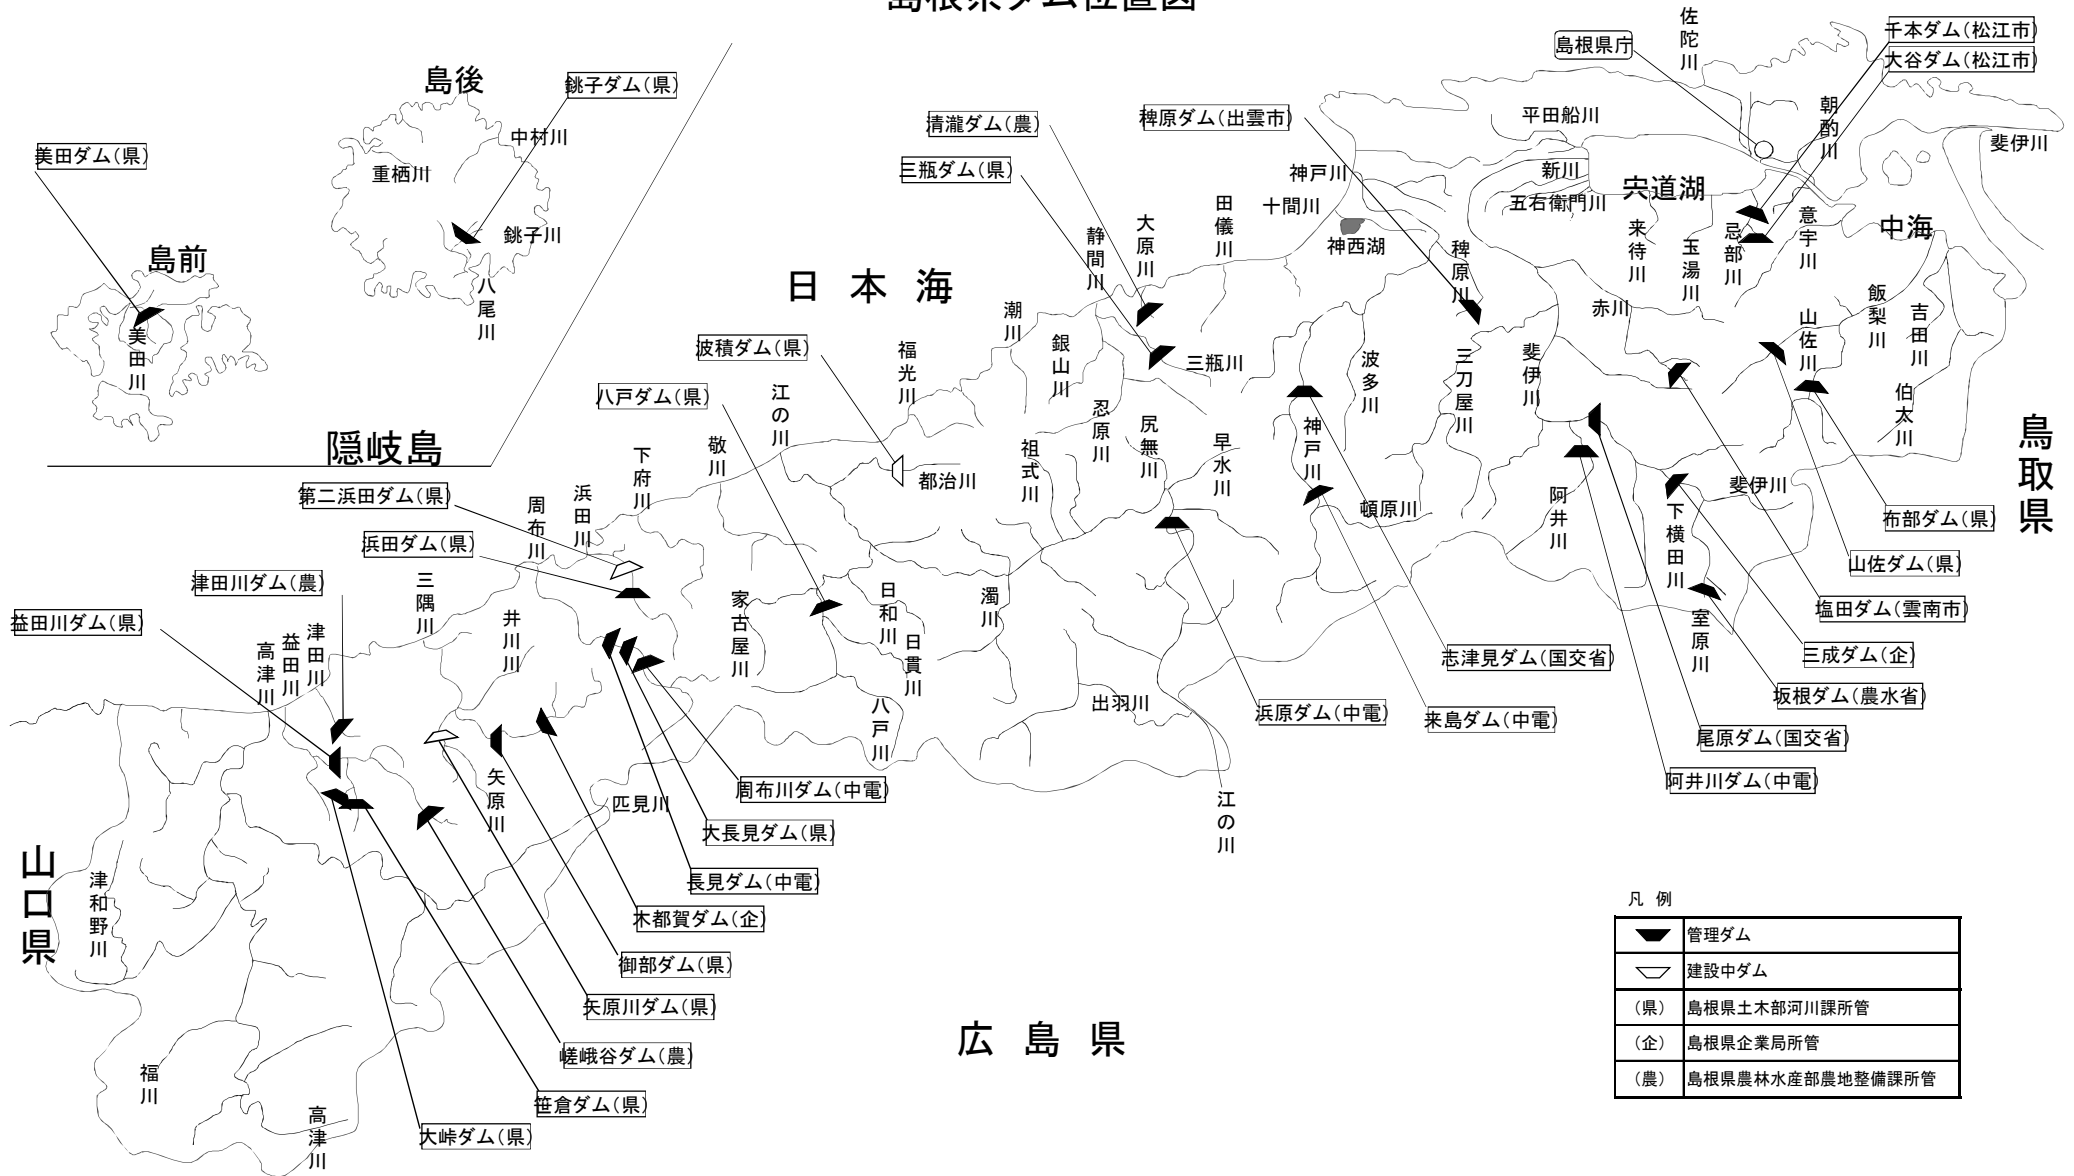 島根県ダム位置図
島後
銚子ダム(県)
中村川
重栖川
銚子川
八尾川
美田ダム(県)
島前
美田川
隠岐島
日本海
島根県庁
佐陀川
千本ダム(松江市)
大谷ダム(松江市)
朝酌川
斐伊川
平田船川
新川
宍道湖
五右衛門川
清瀧ダム(農)
稗原ダム(出雲市)
三瓶ダム(県)
神戸川
十間川
神西湖
田儀川
大原川
静間川
稗原川
来待川
玉湯川
忌部川
意宇川
中海
飯梨川
吉田川
山佐川
伯太川
赤川
潮川
銀山川
三瓶川
波多川
三刀屋川
斐伊川
波積ダム(県)
福光川
八戸ダム(県)
江の川
敬川
都治川
祖式川
忍原川
尻無川
早水川
神戸川
頓原川
阿井川
下横田川
斐伊川
室原川
鳥取県
布部ダム(県)
山佐ダム(県)
塩田ダム(雲南市)
三成ダム(企)
坂根ダム(農水省)
尾原ダム(国交省)
阿井川ダム(中電)
志津見ダム(国交省)
来島ダム(中電)
浜原ダム(中電)
第二浜田ダム(県)
浜田ダム(県)
下府川
浜田川
周布川
津田川ダム(農)
益田川ダム(県)
三隅川
井川川
津田川
益田川
高津川
家古屋川
日和川
日貫川
濁川
八戸川
出羽川
江の川
矢原川
匹見川
周布川ダム(中電)
大長見ダム(県)
長見ダム(中電)
木都賀ダム(企)
御部ダム(県)
矢原川ダム(県)
嵯峨谷ダム(農)
笹倉ダム(県)
大峠ダム(県)
山口県
津和野川
福川
高津川
広島県
凡例
管理ダム
建設中ダム
(県) 島根県土木部河川課所管
(企) 島根県企業局所管
(農) 島根県農林水産部農地整備課所管